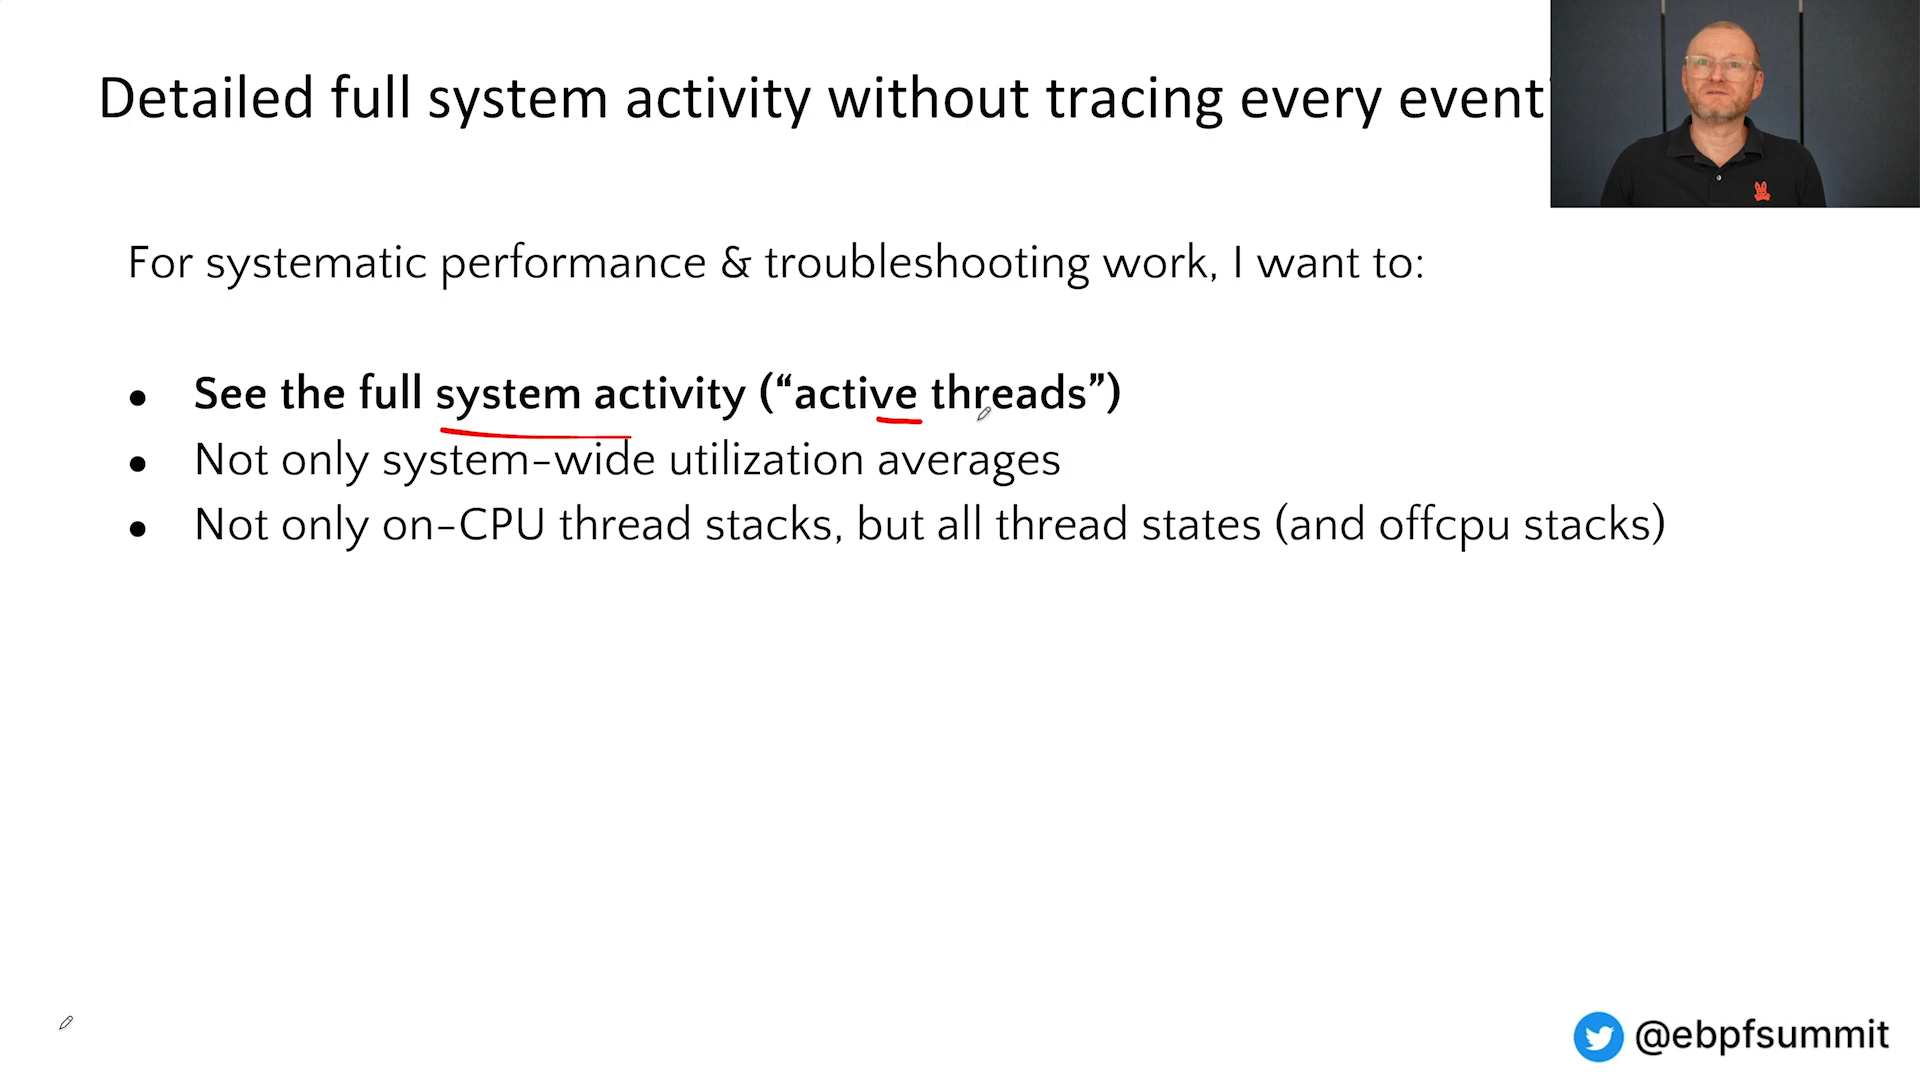 Detailed full system activity without tracing every event
For systematic performance & troubleshooting work, I want to:
● See the full system activity (“active threads”)
● Not only system-wide utilization averages
● Not only on-CPU thread stacks, but all thread states (and offcpu stacks)
@ebpfsummit